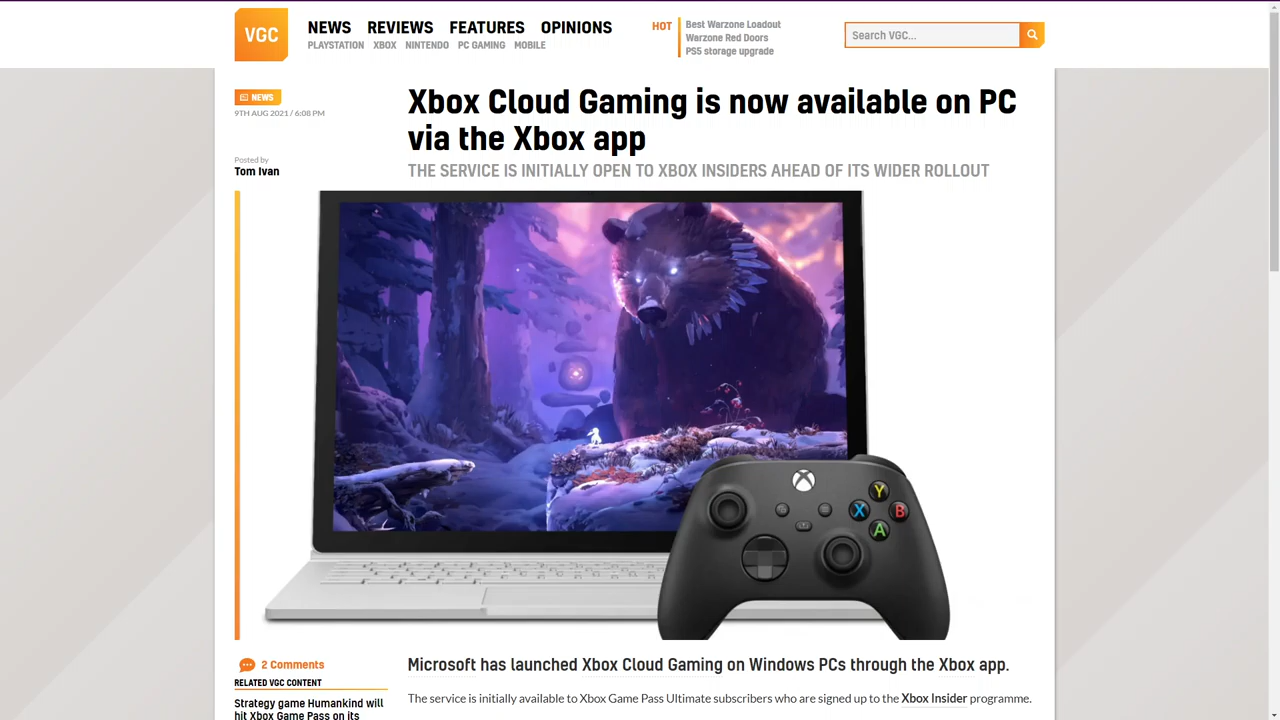 VGC
NEWS REVIEWS FEATURES OPINIONS
PLAYSTATION XBOX NINTENDO PC GAMING MOBILE
HOT
Best Warzone Loadout
Warzone Red Doors
PS5 storage upgrade
Search VGC...
NEWS
9TH AUG 2021 / 6:08 PM
Posted by
Tom Ivan
Xbox Cloud Gaming is now available on PC
via the Xbox app
THE SERVICE IS INITIALLY OPEN TO XBOX INSIDERS AHEAD OF ITS WIDER ROLLOUT
Y
X
B
A
2 Comments
RELATED VGC CONTENT
Strategy game Humankind will
hit Xbox Game Pass on its
Microsoft has launched Xbox Cloud Gaming on Windows PCs through the Xbox app.
The service is initially available to Xbox Game Pass Ultimate subscribers who are signed up to the Xbox Insider programme.